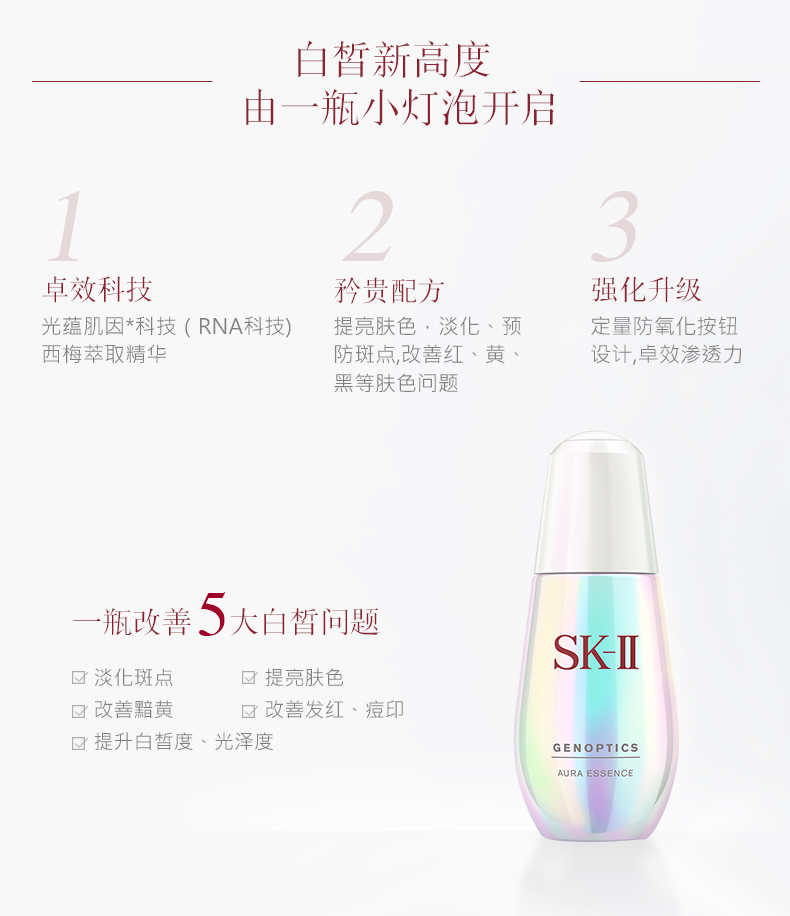 白皙新高度
由一瓶小灯泡开启
1
2
3
卓效科技
光蕴肌因*科技（RNA科技)
西梅萃取精华
矜贵配方
提亮肤色，淡化、预
防斑点,改善红、黄、
黑等肤色问题
强化升级
定量防氧化按钮
设计,卓效渗透力
一瓶改善5大白皙问题
淡化斑点
提亮肤色
改善黯黄
改善发红、痘印
提升白皙度、光泽度
SK-II
GENOPTICS
AURA ESSENCE